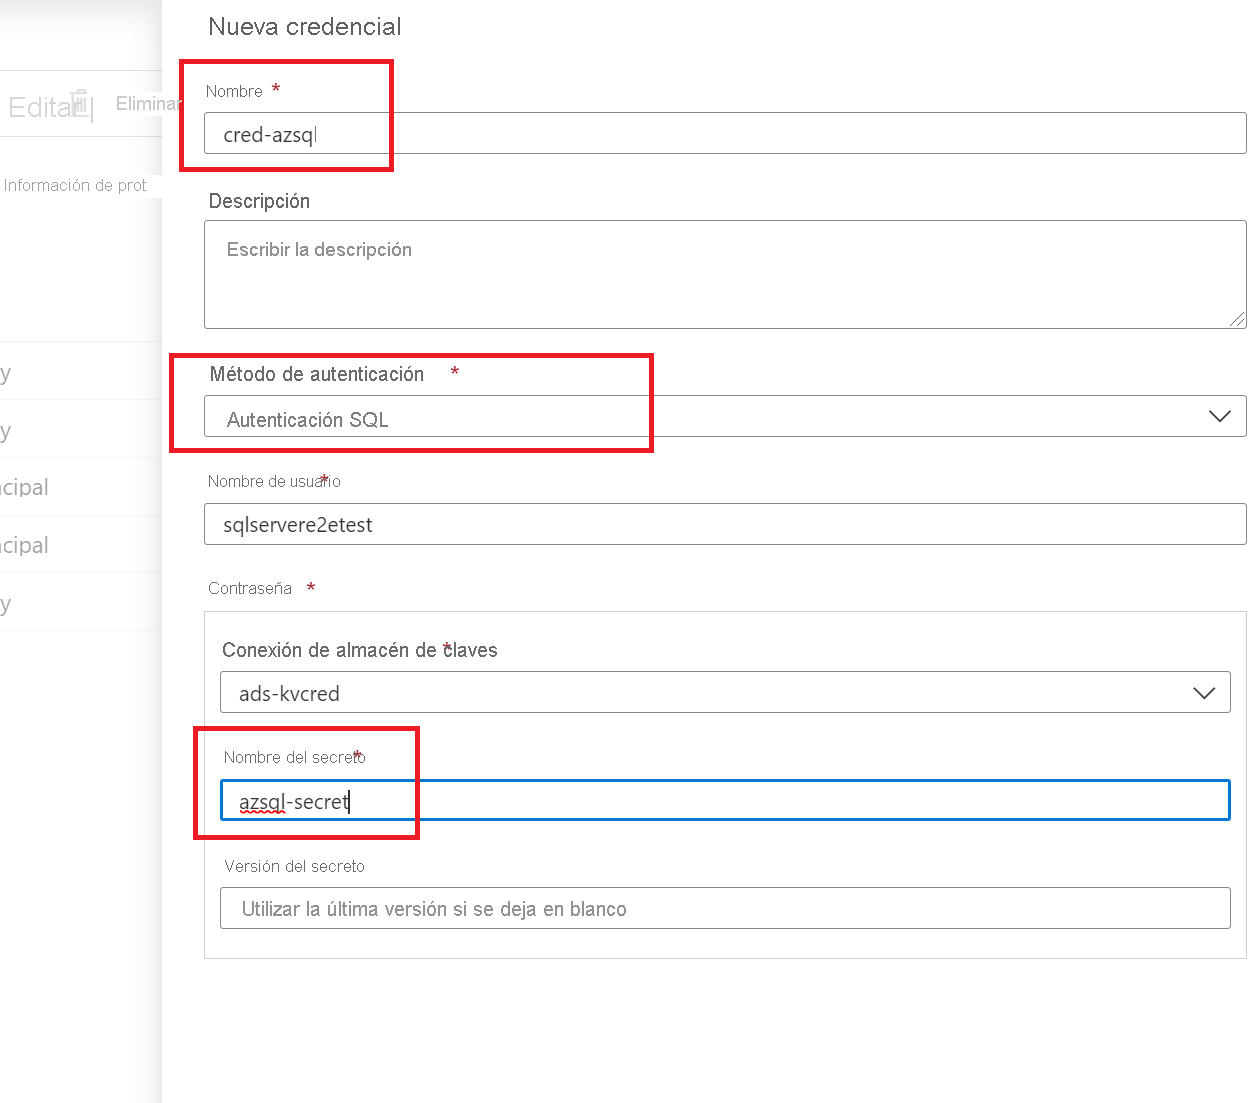 Nueva credencial
Nombre *
cred-azsql
Editar
Eliminar
Información de prot
Descripción
Escribir la descripción
Método de autenticación *
Autenticación SQL
Nombre de usuario *
sqlservere2etest
Contraseña *
Conexión de almacén de claves *
ads-kvcred
Nombre del secreto *
azsql-secret
Versión del secreto
Utilizar la última versión si se deja en blanco
y
y
cipal
cipal
y